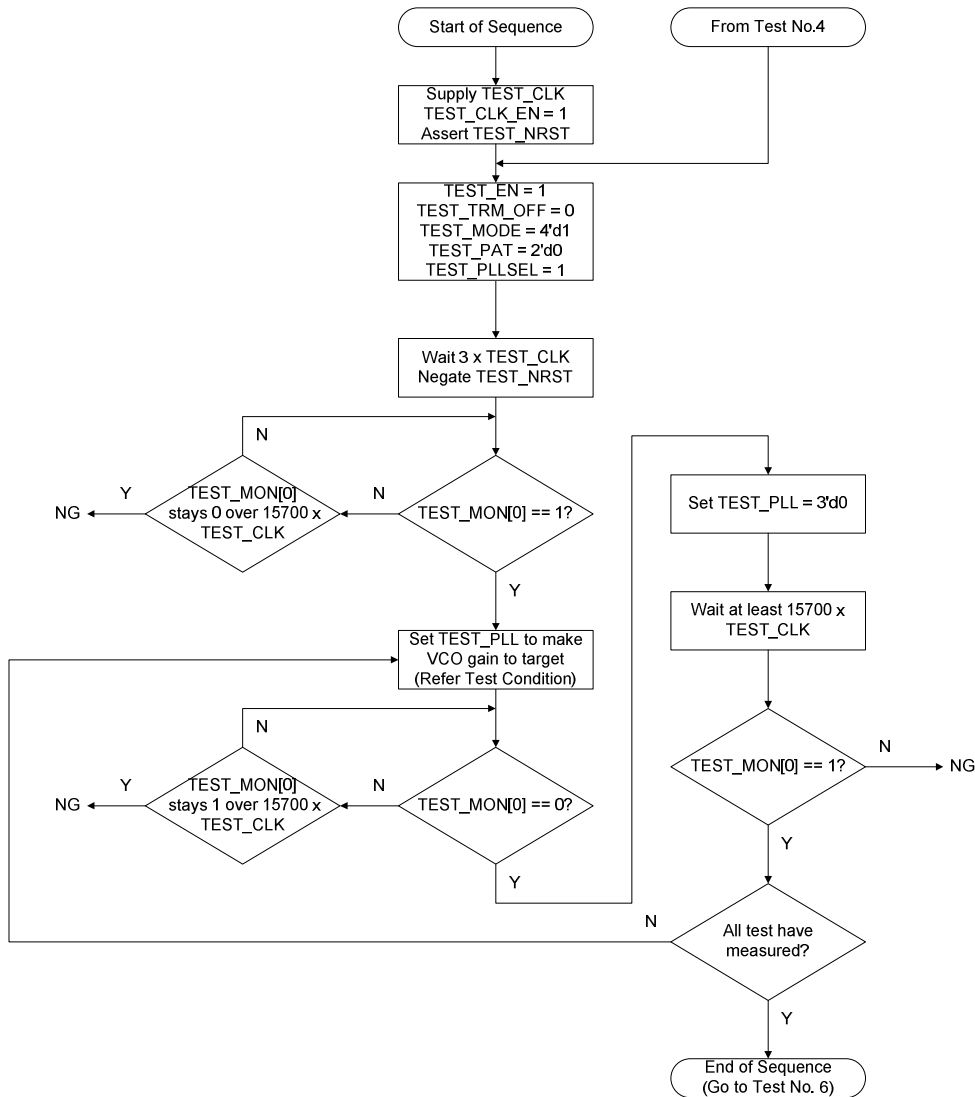 Start of Sequence
From Test No.4
Supply TEST_CLK
TEST_CLK_EN = 1
Assert TEST_NRST
TEST_EN = 1
TEST_TRM_OFF = 0
TEST_MODE = 4'd1
TEST_PAT = 2'd0
TEST_PLLSEL = 1
Wait 3 x TEST_CLK
Negate TEST_NRST
N
Y
TEST_MON[0]
stays 0 over 15700 x
TEST_CLK
NG
N
TEST_MON[0] == 1?
Y
Set TEST_PLL to make
VCO gain to target
(Refer Test Condition)
N
Y
TEST_MON[0]
stays 1 over 15700 x
TEST_CLK
NG
N
TEST_MON[0] == 0?
Y
Set TEST_PLL = 3'd0
Wait at least 15700 x
TEST_CLK
TEST_MON[0] == 1?
N
NG
Y
N
All test have
measured?
Y
End of Sequence
(Go to Test No. 6)